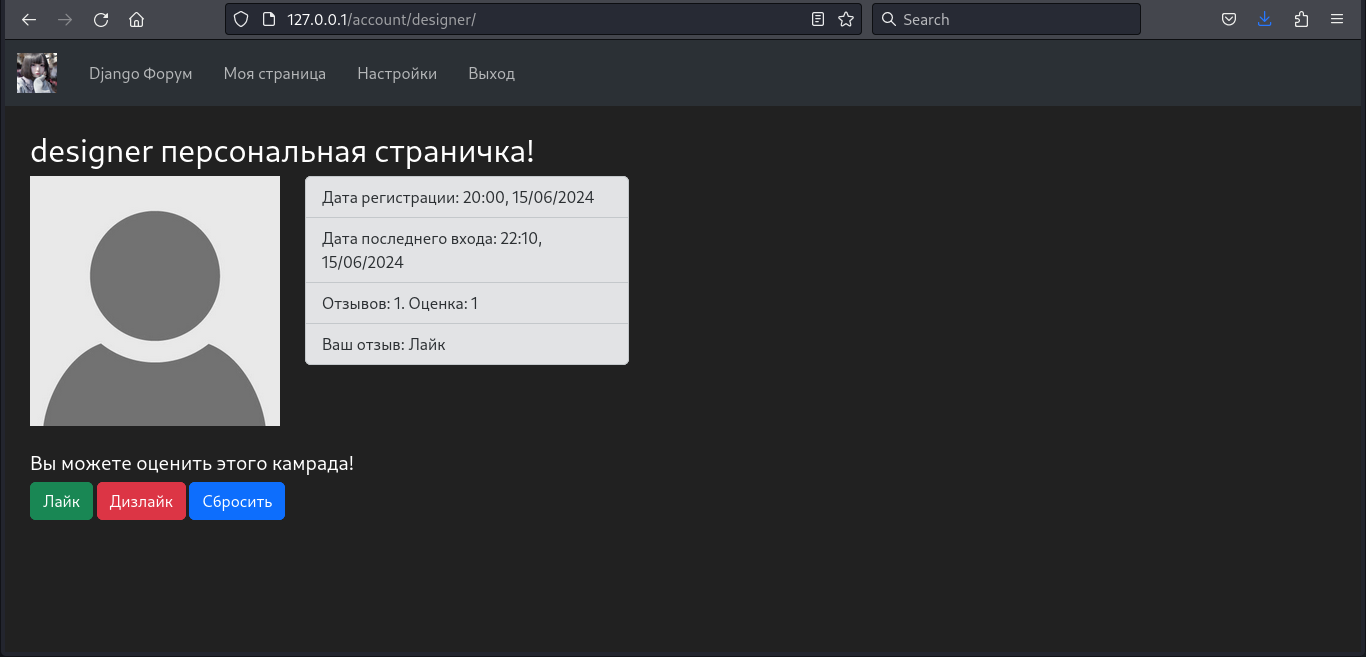 127.0.0.1/account/designer/
Search
Django Форум Моя страница Настройки Выход
designer персональная страничка!
Дата регистрации: 20:00, 15/06/2024
Дата последнего входа: 22:10,
15/06/2024
Отзывов: 1. Оценка: 1
Ваш отзыв: Лайк
Вы можете оценить этого камрада!
Лайк Дизлайк Сбросить